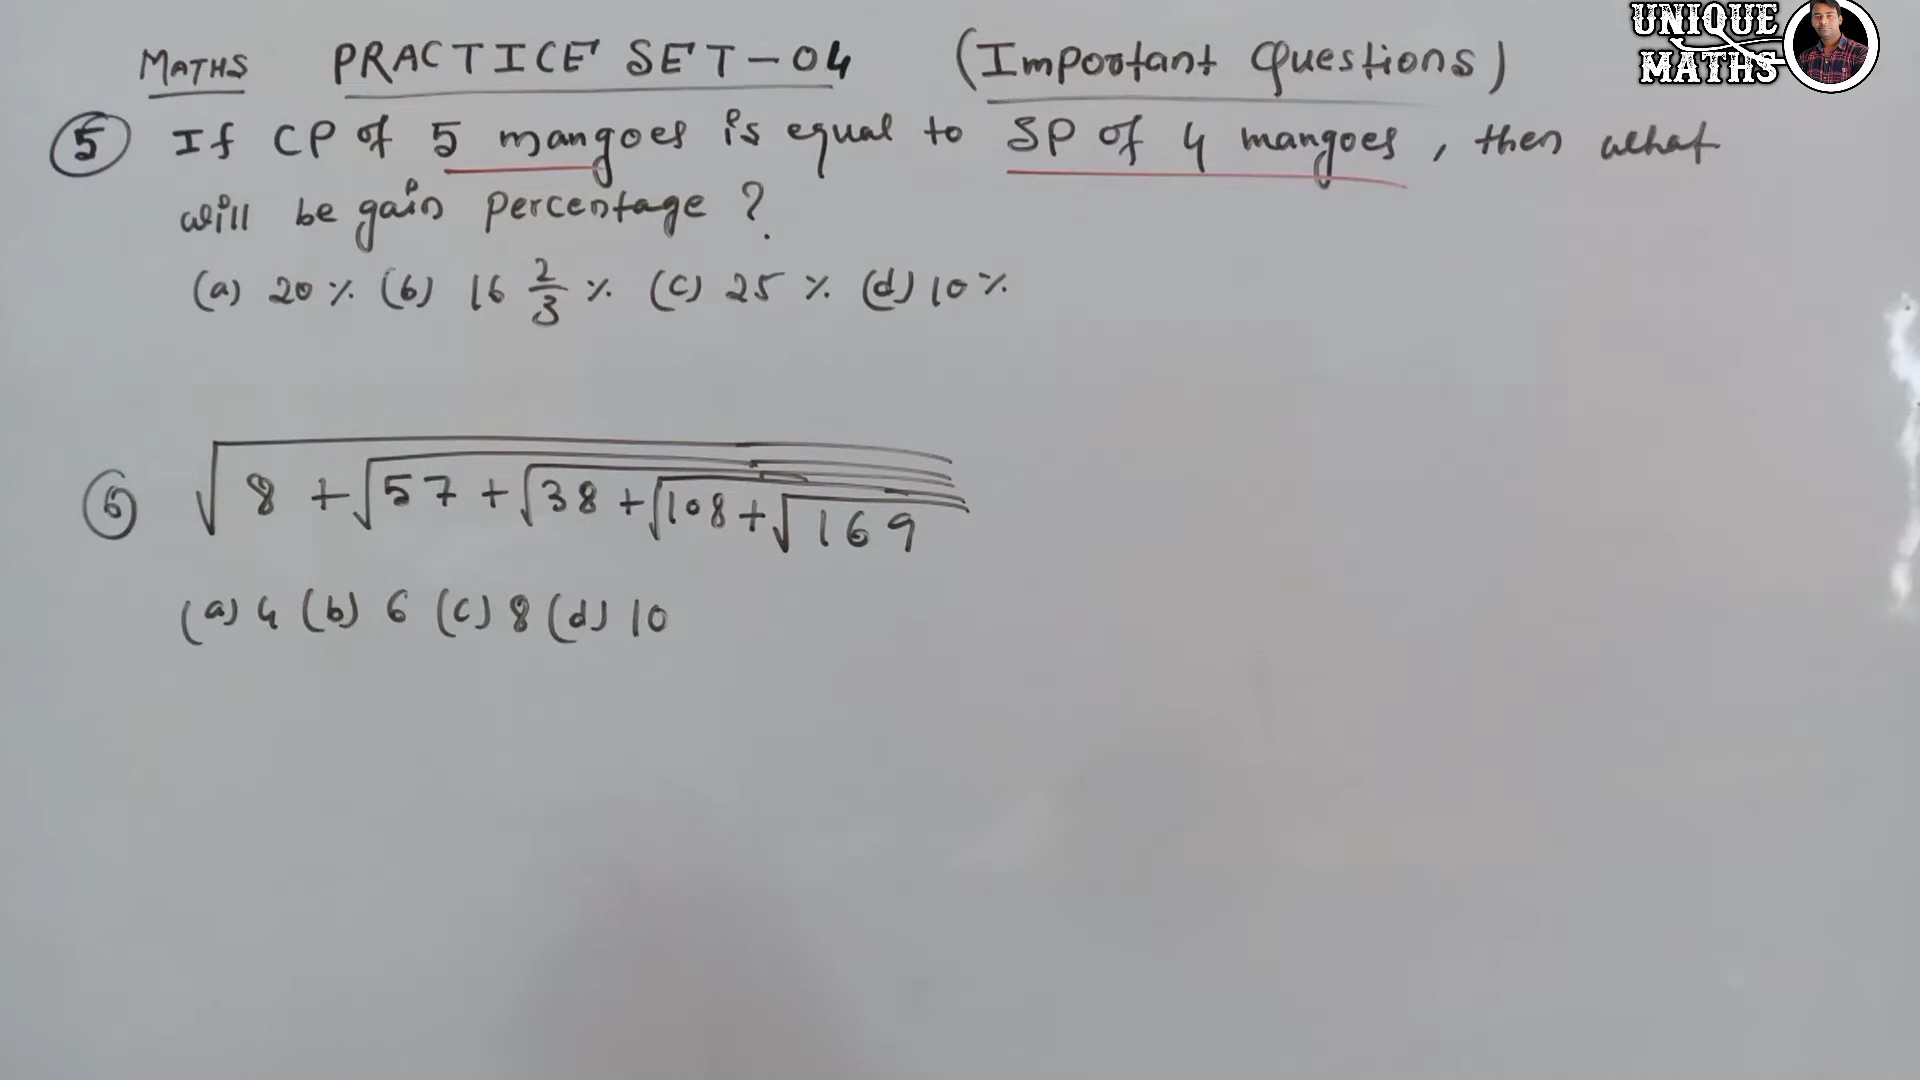 MATHS PRACTICE SET-04 (Important Questions)
UNIQUE
MATHS
5 If CP of 5 mangoes is equal to SP of 4 mangoes, then what
will be gain percentage?
(a) 20% (b) 16 2/3 % (c) 25% (d) 10%
6 √8+√57+√38+√108+√169
(a) 4 (b) 6 (c) 8 (d) 10